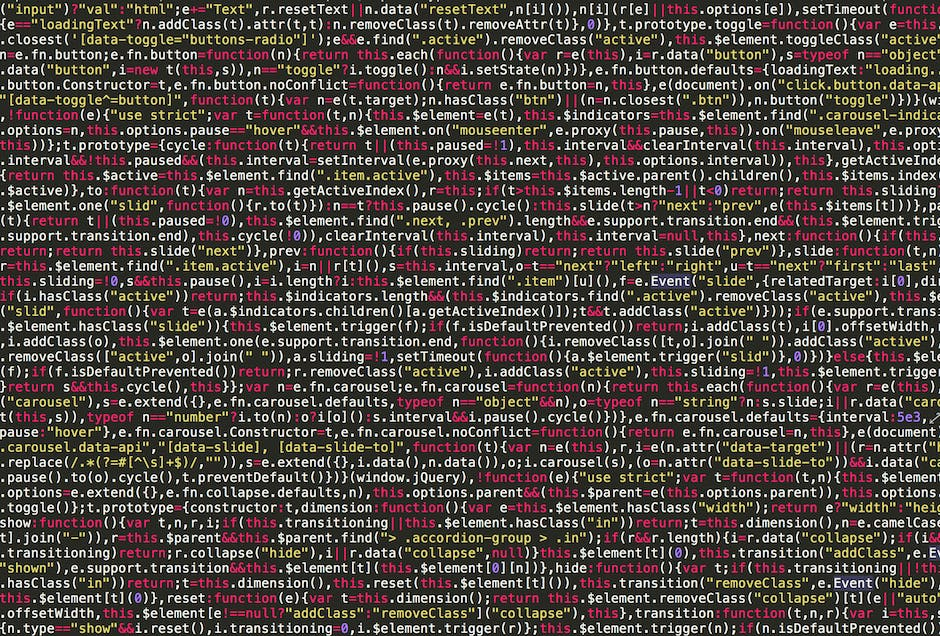 ("input")?"val":"html";e+="Text",r.resetText||n.data("resetText",n[i]()),n[i](r[e]||this.options[e]),setTimeout(
{e=="loadingText"?n.addClass(t).attr(t,t):n.removeClass(t).removeAttr(t)},0)},t.prototype.toggle=function(){var e=this.
.closest('[data-toggle="buttons-radio"]');e&&e.find(".active").removeClass("active"),this.$element.toggleClass("active"
n=e.fn.button;e.fn.button=function(n){return this.each(function(){var r=e(this),i=r.data("button"),s=typeof n=="object"
.data("button",i=new t(this,s)),n=="toggle"?i.toggle():n&&i.setState(n)})},e.fn.button.defaults={loadingText:"loading..
.button.Constructor=t,e.fn.button.noConflict=function(){return e.fn.button=n,this},e(document).on("click.button.data-ap
"[data-toggle^=button]",function(t){var n=e(t.target);n.hasClass("btn")||(n=n.closest(".btn")),n.button("toggle")})}(wi
,!function(e){"use strict";var t=function(t,n){this.$element=e(t),this.$indicators=this.$element.find(".carousel-indica
.options=n,this.options.pause=="hover"&&this.$element.on("mouseenter",e.proxy(this.pause,this)).on("mouseleave",e.proxy
this))};t.prototype={cycle:function(t){return t||(this.paused=!1),this.interval&&clearInterval(this.interval),this.opti
.interval&&!this.paused&&(this.interval=setInterval(e.proxy(this.next,this),this.options.interval)),this},getActiveInde
{return this.$active=this.$element.find(".item.active"),this.$items=this.$active.parent().children(),this.$items.index(
.$active)},to:function(t){var n=this.getActiveIndex(),r=this;if(t>this.$items.length-1||t<0)return;return this.sliding
.$element.one("slid",function(){r.to(t)}):n==t?this.pause().cycle():this.slide(t>n?"next":"prev",e(this.$items[t]))},pa
(t){return t||(this.paused=!0),this.$element.find(".next, .prev").length&&e.support.transition.end&&(this.$element.trig
.support.transition.end),this.cycle(!0)),clearInterval(this.interval),this.interval=null,this},next:function(){if(this.
return;return this.slide("next")},prev:function(){if(this.sliding)return;return this.slide("prev")},slide:function(t,n
r=this.$element.find(".item.active"),i=n||r[t](),s=this.interval,o=t=="next"?"left":"right",u=t=="next"?"first":"last"
this.sliding=!0,s&&this.pause(),i=i.length?i:this.$element.find(".item")[u](),f=e.Event("slide",{relatedTarget:i[0],dir
if(i.hasClass("active"))return;this.$indicators.length&&(this.$indicators.find(".active").removeClass("active"),this.$e
"slid",function(){var t=e(a.$indicators.children()[a.getActiveIndex()]);t&&t.addClass("active")}));if(e.support.transit
.$element.hasClass("slide")){this.$element.trigger(f);if(f.isDefaultPrevented())return;i.addClass(t),i[0].offsetWidth,r
,i.addClass(o),this.$element.one(e.support.transition.end,function(){i.removeClass([t,o].join(" ")).addClass("active")
.removeClass(["active",o].join(" ")),a.sliding=!1,setTimeout(function(){a.$element.trigger("slid")},0)})}else{this.$ele
(f);if(f.isDefaultPrevented())return;r.removeClass("active"),i.addClass("active"),this.sliding=!1,this.$element.trigger
}return s&&this.cycle(),this}};var n=e.fn.carousel;e.fn.carousel=function(n){return this.each(function(){var r=e(this)
("carousel"),s=e.extend({},e.fn.carousel.defaults,typeof n=="object"&&n),o=typeof n=="string"?n:s.slide;i||r.data("caro
t(this,s)),typeof n=="number"?i.to(n):o?i[o]():s.interval&&i.pause().cycle()})},e.fn.carousel.defaults={interval:5e3,
pause:"hover"},e.fn.carousel.Constructor=t,e.fn.carousel.noConflict=function(){return e.fn.carousel=n,this},e(document
carousel.data-api","[data-slide], [data-slide-to]",function(t){var n=e(this),r,i=e(n.attr("data-target")||(r=n.attr("h
.replace(/.*(?=#[^\s]+$)/,"")),s=e.extend({},i.data(),n.data()),o;i.carousel(s),(o=n.attr("data-slide-to"))&&i.data("ca
.pause().to(o).cycle(),t.preventDefault()})}(window.jQuery),!function(e){"use strict";var t=function(t,n){this.$element
.options=e.extend({},e.fn.collapse.defaults,n),this.options.parent&&(this.$parent=e(this.options.parent)),this.options
.toggle()};t.prototype={constructor:t,dimension:function(){var e=this.$element.hasClass("width");return e?"width":"heig
show:function(){var t,n,r,i;if(this.transitioning||this.$element.hasClass("in"))return;t=this.dimension(),n=e.camelCase
t].join("-")),r=this.$parent&&this.$parent.find("> .accordion-group > .in");if(r&&r.length){i=r.data("collapse");if(i&&
.transitioning)return;r.collapse("hide"),i||r.data("collapse",null)}this.$element[t](0),this.transition("addClass",e.Ev
"shown"),e.support.transition&&this.$element[t](this.$element[0][n])},hide:function(){var t;if(this.transitioning||!thi
.hasClass("in"))return;t=this.dimension(),this.reset(this.$element[t]()),this.transition("removeClass",e.Event("hide")
this.$element[t](0)},reset:function(e){var t=this.dimension();return this.$element.removeClass("collapse")[t](e||"auto"
.offsetWidth,this.$element[e!==null?"addClass":"removeClass"]("collapse"),this},transition:function(t,n,r){var i=this,
{n.type=="show"&&i.reset(),i.transitioning=0,i.$element.trigger(r)};this.$element.trigger(n);if(n.isDefaultPrevented()